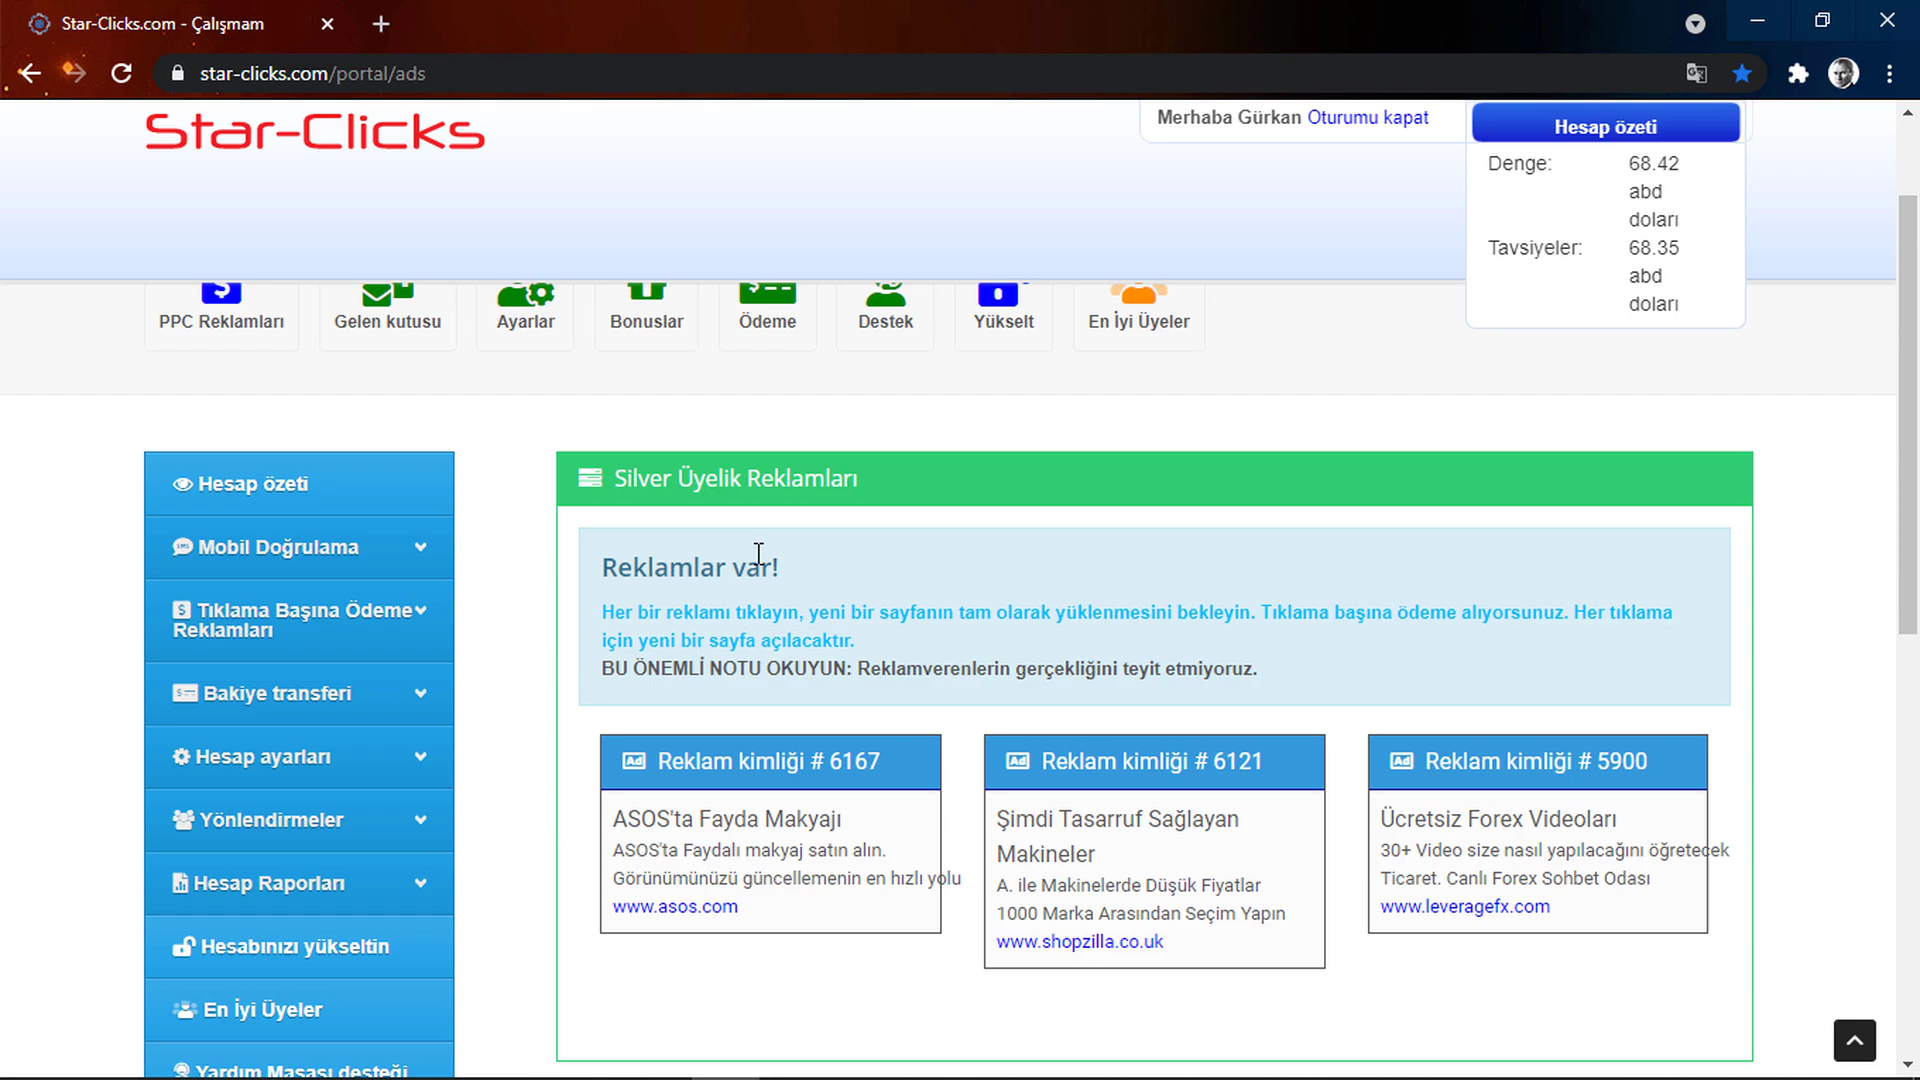 Star-Clicks.com - Çalışmam
star-clicks.com/portal/ads
Star-Clicks
Merhaba Gürkan Oturumu kapat
Hesap özeti
Denge: 68.42
abd
doları
Tavsiyeler: 68.35
abd
doları
PPC Reklamları
Gelen kutusu
Ayarlar
Bonuslar
Ödeme
Destek
Yükselt
En İyi Üyeler
Hesap özeti
Mobil Doğrulama
Tıklama Başına Ödeme
Reklamları
Bakiye transferi
Hesap ayarları
Yönlendirmeler
Hesap Raporları
Hesabınızı yükseltin
En İyi Üyeler
Yardım Masası desteği
Silver Üyelik Reklamları
Reklamlar var!
Her bir reklamı tıklayın, yeni bir sayfanın tam olarak yüklenmesini bekleyin. Tıklama başına ödeme alıyorsunuz. Her tıklama
için yeni bir sayfa açılacaktır.
BU ÖNEMLİ NOTU OKUYUN: Reklamverenlerin gerçekliğini teyit etmiyoruz.
Ad Reklam kimliği # 6167
ASOS'ta Fayda Makyajı
ASOS'ta Faydalı makyaj satın alın.
Görünümünüzü güncellemenin en hızlı yolu
www.asos.com
Ad Reklam kimliği # 6121
Şimdi Tasarruf Sağlayan
Makineler
A. ile Makinelerde Düşük Fiyatlar
1000 Marka Arasından Seçim Yapın
www.shopzilla.co.uk
Ad Reklam kimliği # 5900
Ücretsiz Forex Videoları
30+ Video size nasıl yapılacağını öğretecek
Ticaret. Canlı Forex Sohbet Odası
www.leveragefx.com